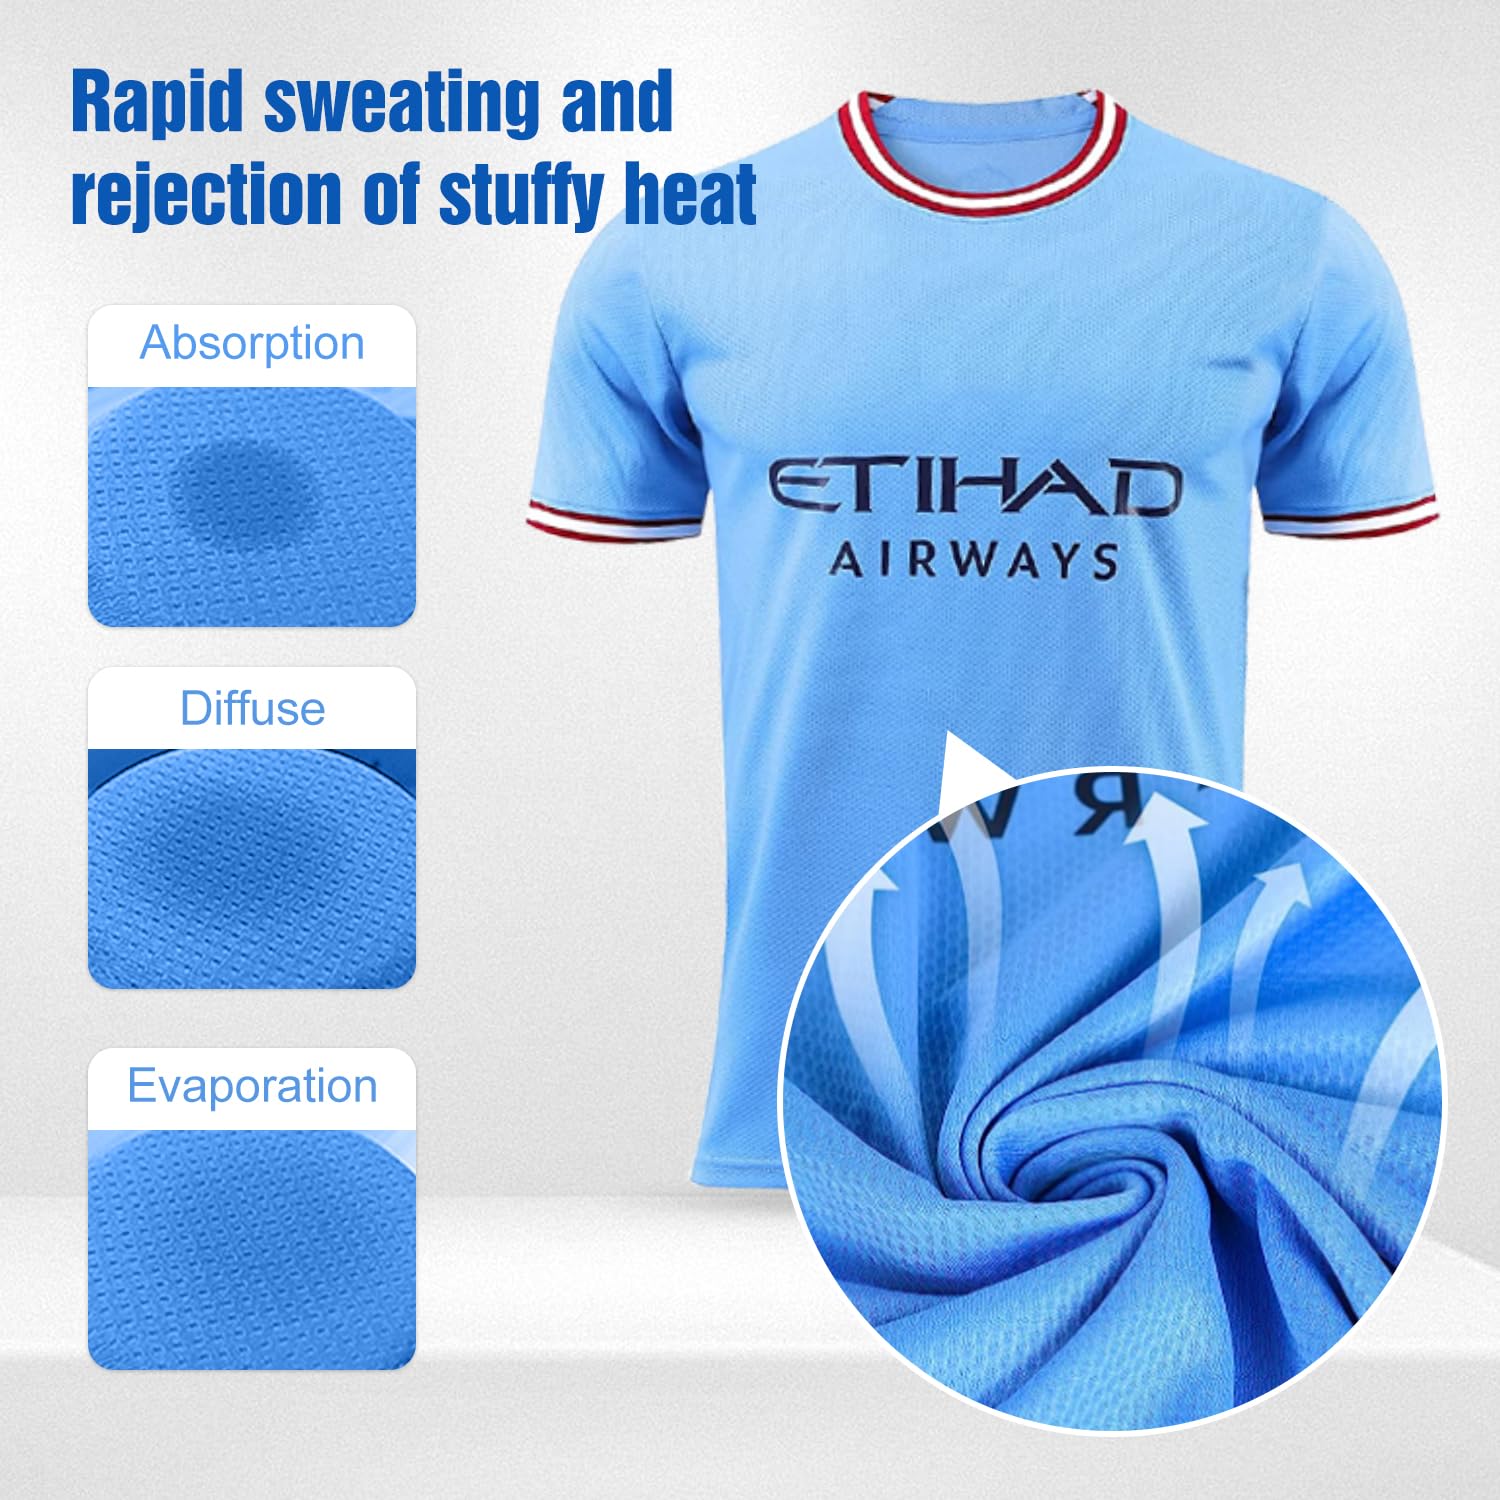 Rapid sweating and
rejection of stuffy heat
Absorption
Diffuse
Evaporation
ETIHAD
AIRWAYS
W R